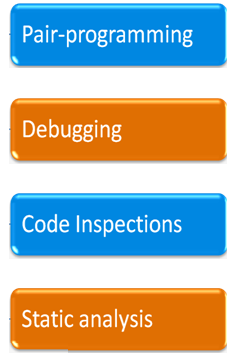 Pair-programming
Debugging
Code Inspections
Static analysis